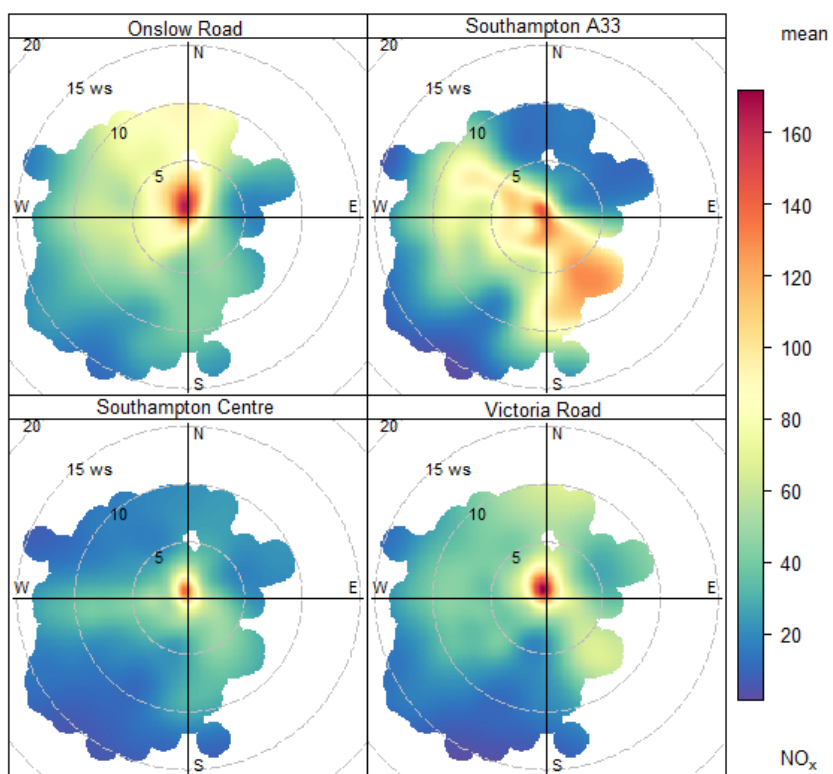 Onslow Road
20
N
15 ws
10
5
W
E
S
Southampton A33
20
N
15 ws
10
5
W
E
S
Southampton Centre
20
N
15 ws
10
5
W
E
S
Victoria Road
20
N
15 ws
10
5
W
E
S
mean
160
140
120
100
80
60
40
20
NOₓ